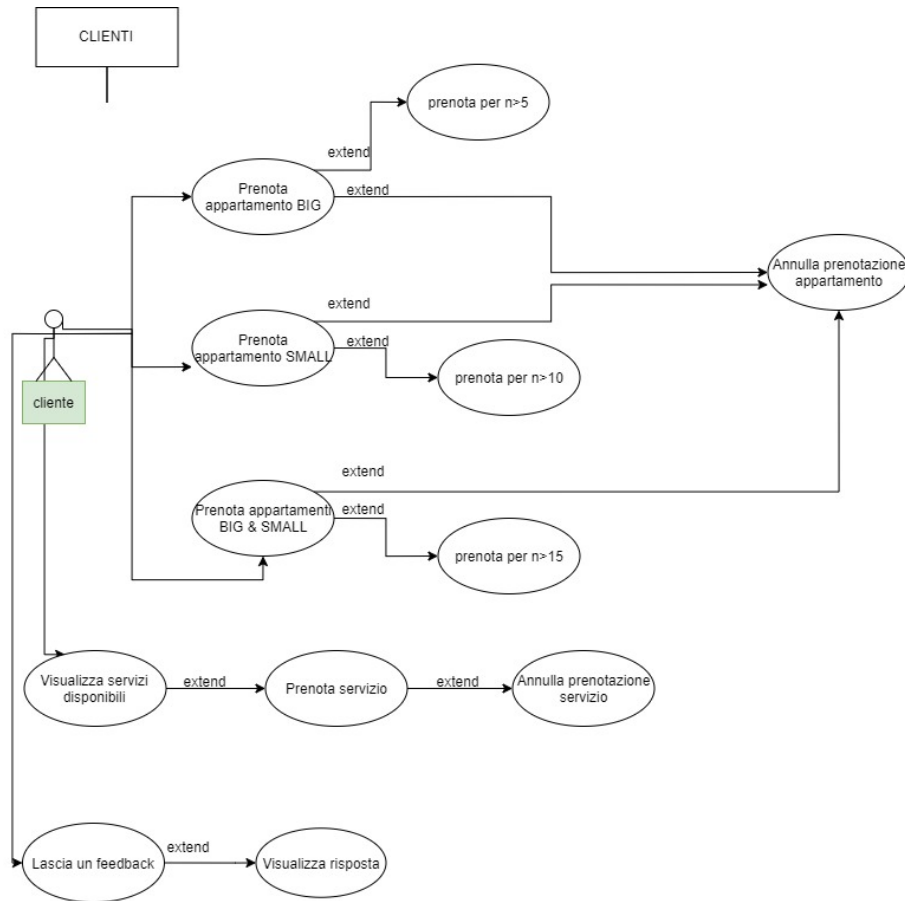 CLIENTI
prenota per n>5
extend
Prenota
appartamento BIG
extend
Annulla prenotazione
appartamento
extend
Prenota
appartamento SMALL
extend
prenota per n>10
cliente
extend
Prenota appartamenti
BIG & SMALL
extend
prenota per n>15
Visualizza servizi
disponibili
extend
Prenota servizio
extend
Annulla prenotazione
servizio
Lascia un feedback
extend
Visualizza risposta